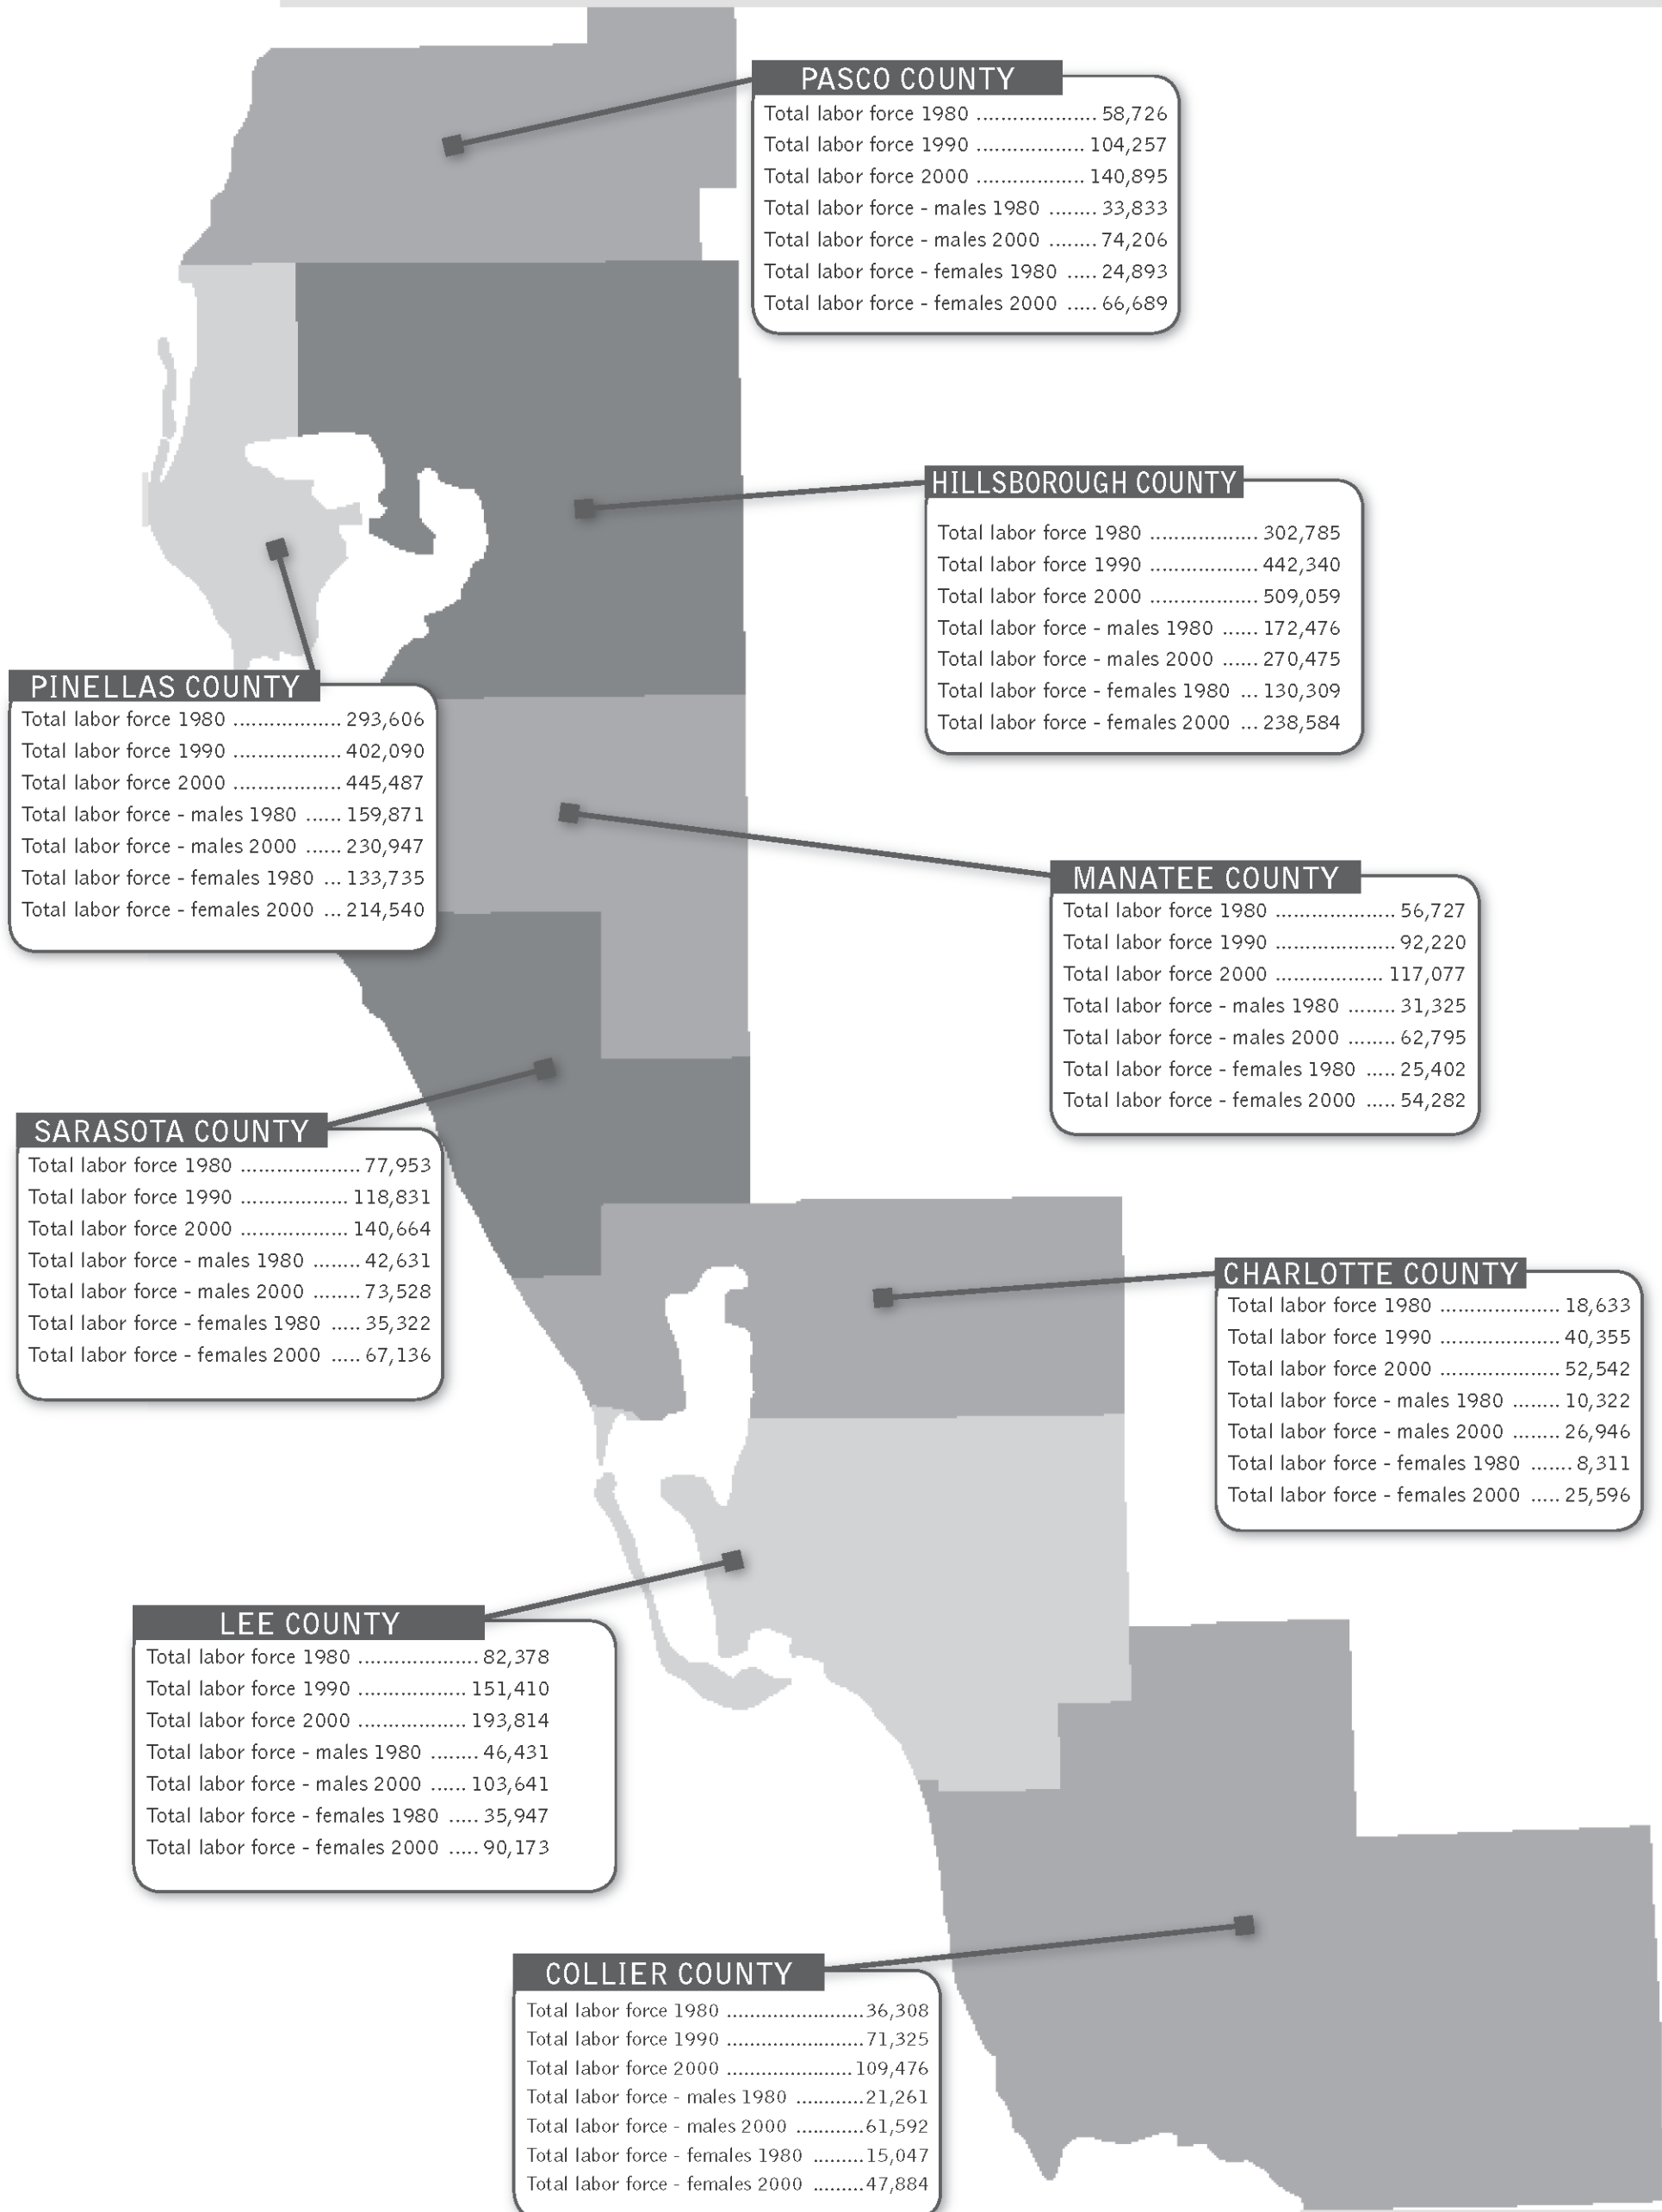 PASCO COUNTY
Total labor force 1980 ................... 58,726
Total labor force 1990 ................. 104,257
Total labor force 2000 ................. 140,895
Total labor force - males 1980 ........ 33,833
Total labor force - males 2000 ........ 74,206
Total labor force - females 1980 ..... 24,893
Total labor force - females 2000 ..... 66,689
HILLSBOROUGH COUNTY
Total labor force 1980 ................. 302,785
Total labor force 1990 ................. 442,340
Total labor force 2000 ................. 509,059
Total labor force - males 1980 ...... 172,476
Total labor force - males 2000 ...... 270,475
Total labor force - females 1980 ... 130,309
Total labor force - females 2000 ... 238,584
PINELLAS COUNTY
Total labor force 1980 ................. 293,606
Total labor force 1990 ................. 402,090
Total labor force 2000 ................. 445,487
Total labor force - males 1980 ...... 159,871
Total labor force - males 2000 ...... 230,947
Total labor force - females 1980 ... 133,735
Total labor force - females 2000 ... 214,540
MANATEE COUNTY
Total labor force 1980 ................... 56,727
Total labor force 1990 ................... 92,220
Total labor force 2000 ................. 117,077
Total labor force - males 1980 ........ 31,325
Total labor force - males 2000 ........ 62,795
Total labor force - females 1980 ..... 25,402
Total labor force - females 2000 ..... 54,282
SARASOTA COUNTY
Total labor force 1980 ................... 77,953
Total labor force 1990 ................. 118,831
Total labor force 2000 ................. 140,664
Total labor force - males 1980 ........ 42,631
Total labor force - males 2000 ........ 73,528
Total labor force - females 1980 ..... 35,322
Total labor force - females 2000 ..... 67,136
CHARLOTTE COUNTY
Total labor force 1980 ................... 18,633
Total labor force 1990 ................... 40,355
Total labor force 2000 ................... 52,542
Total labor force - males 1980 ........ 10,322
Total labor force - males 2000 ........ 26,946
Total labor force - females 1980 ....... 8,311
Total labor force - females 2000 ..... 25,596
LEE COUNTY
Total labor force 1980 ................... 82,378
Total labor force 1990 ................. 151,410
Total labor force 2000 ................. 193,814
Total labor force - males 1980 ........ 46,431
Total labor force - males 2000 ...... 103,641
Total labor force - females 1980 ..... 35,947
Total labor force - females 2000 ..... 90,173
COLLIER COUNTY
Total labor force 1980 ........................36,308
Total labor force 1990 ........................71,325
Total labor force 2000 ......................109,476
Total labor force - males 1980 ............21,261
Total labor force - males 2000 ............61,592
Total labor force - females 1980 .........15,047
Total labor force - females 2000 .........47,884